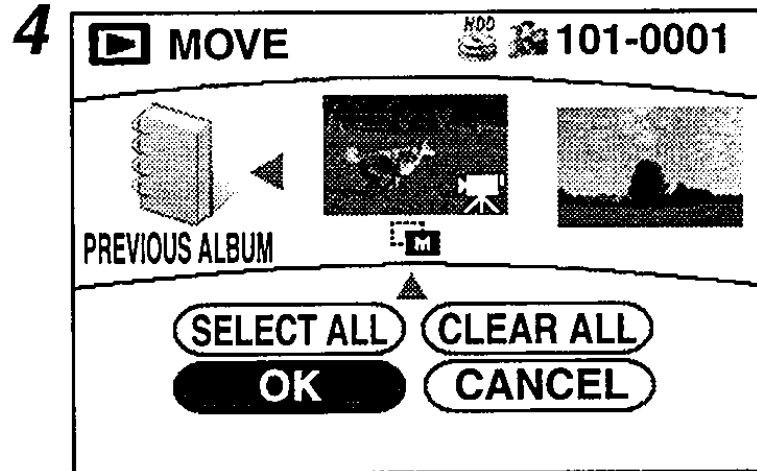 4
MOVE HDD 101-0001
PREVIOUS ALBUM
M
SELECT ALL CLEAR ALL
OK CANCEL